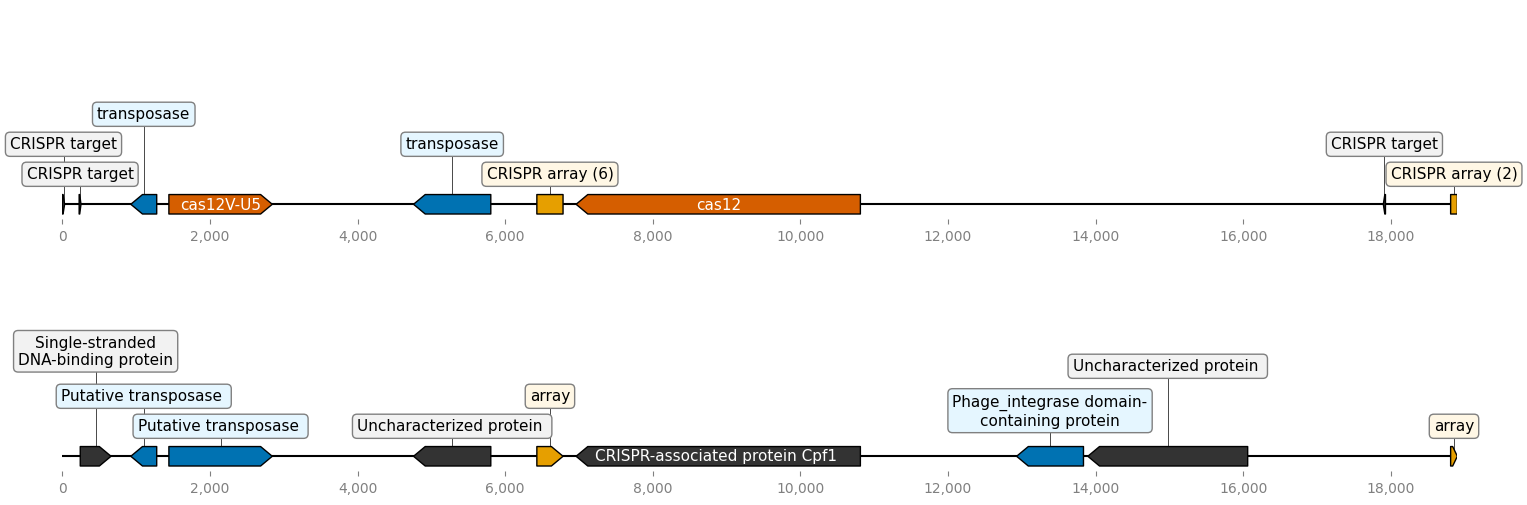 transposase
CRISPR target
transposase
CRISPR target
CRISPR target
CRISPR array (6)
CRISPR array (2)
cas12V-U5
cas12
0
2,000
4,000
6,000
8,000
10,000
12,000
14,000
16,000
18,000
Single-stranded
DNA-binding protein
Uncharacterized protein
Putative transposase
array
Phage_integrase domain-
containing protein
Putative transposase
Uncharacterized protein
array
CRISPR-associated protein Cpf1
0
2,000
4,000
6,000
8,000
10,000
12,000
14,000
16,000
18,000